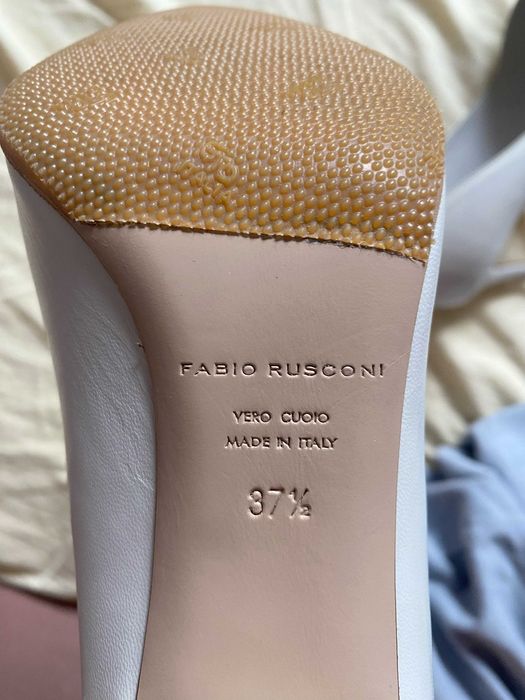 FABIO RUSCONI
VERO CUOIO
MADE IN ITALY
37½